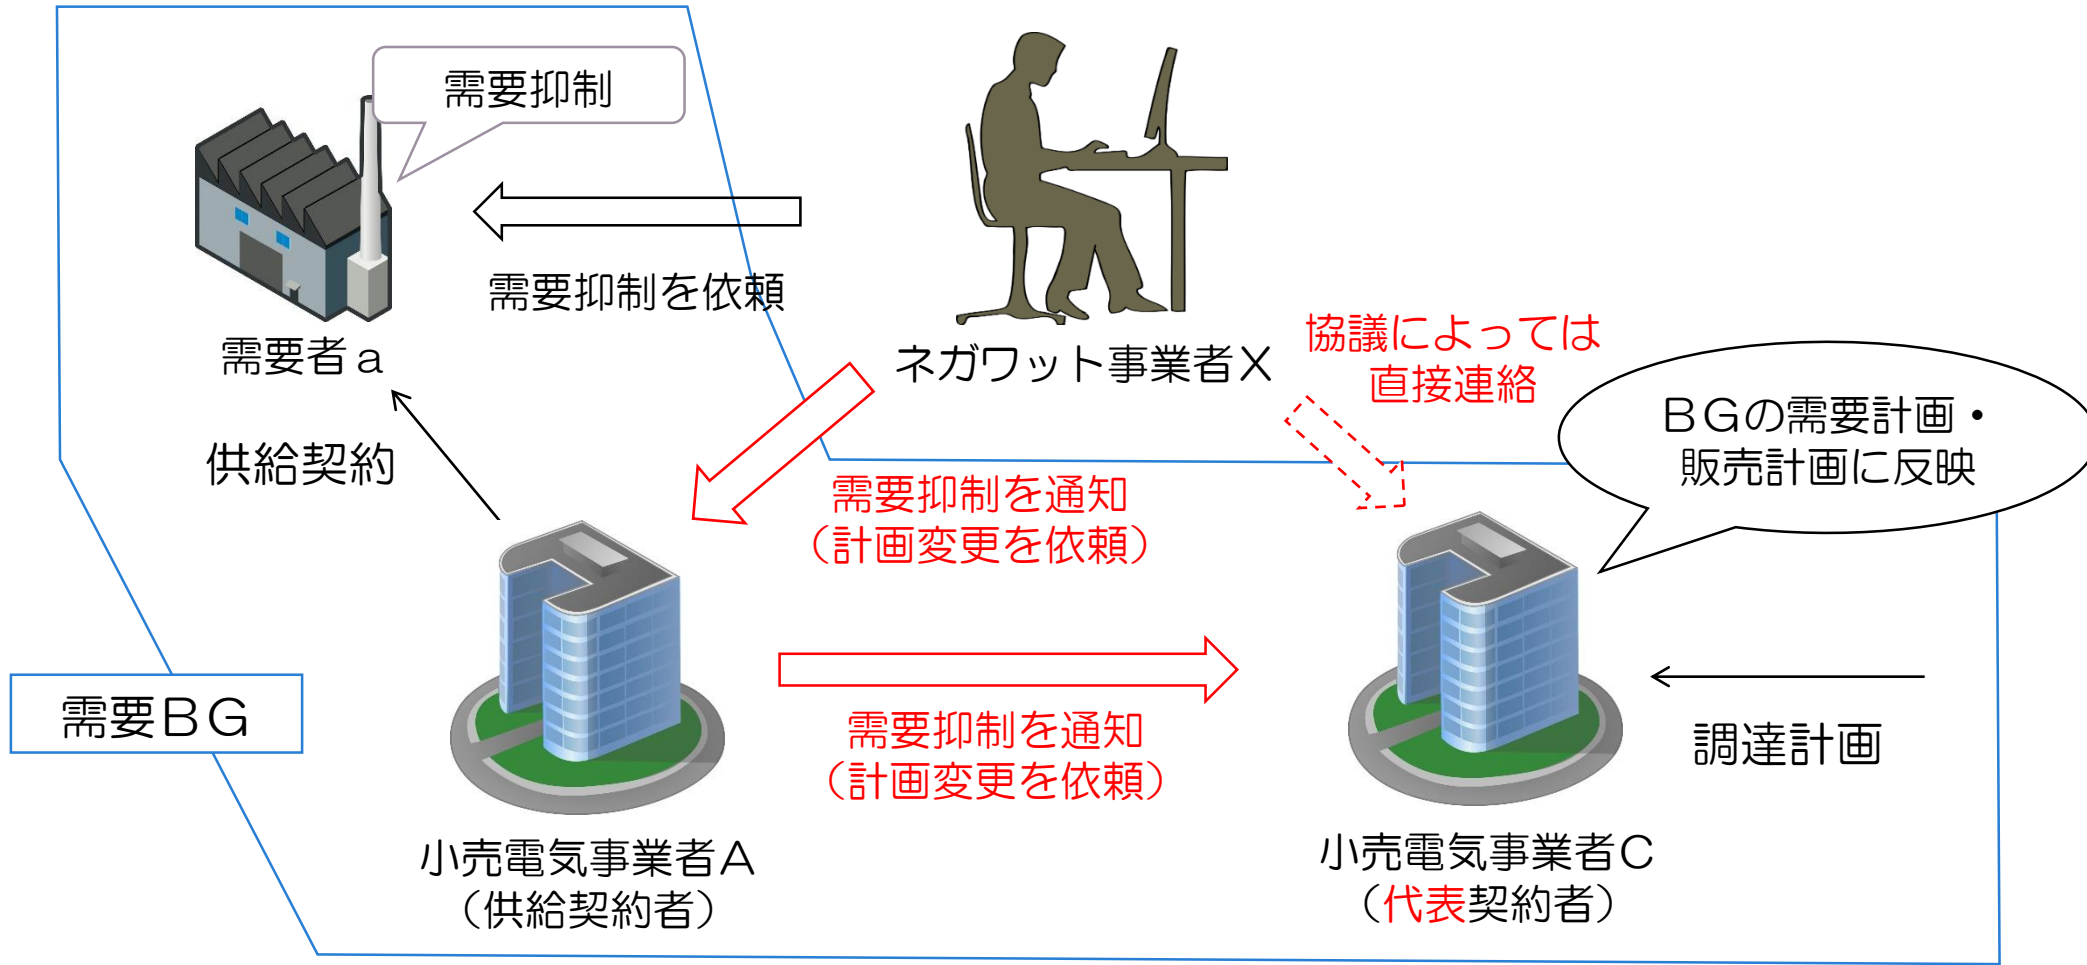 需要抑制
需要抑制を依頼
需要者a
ネガワット事業者X
協議によっては
直接連絡
BGの需要計画・
販売計画に反映
供給契約
需要抑制を通知
(計画変更を依頼)
需要BG
需要抑制を通知
(計画変更を依頼)
調達計画
小売電気事業者A
(供給契約者)
小売電気事業者C
(代表契約者)